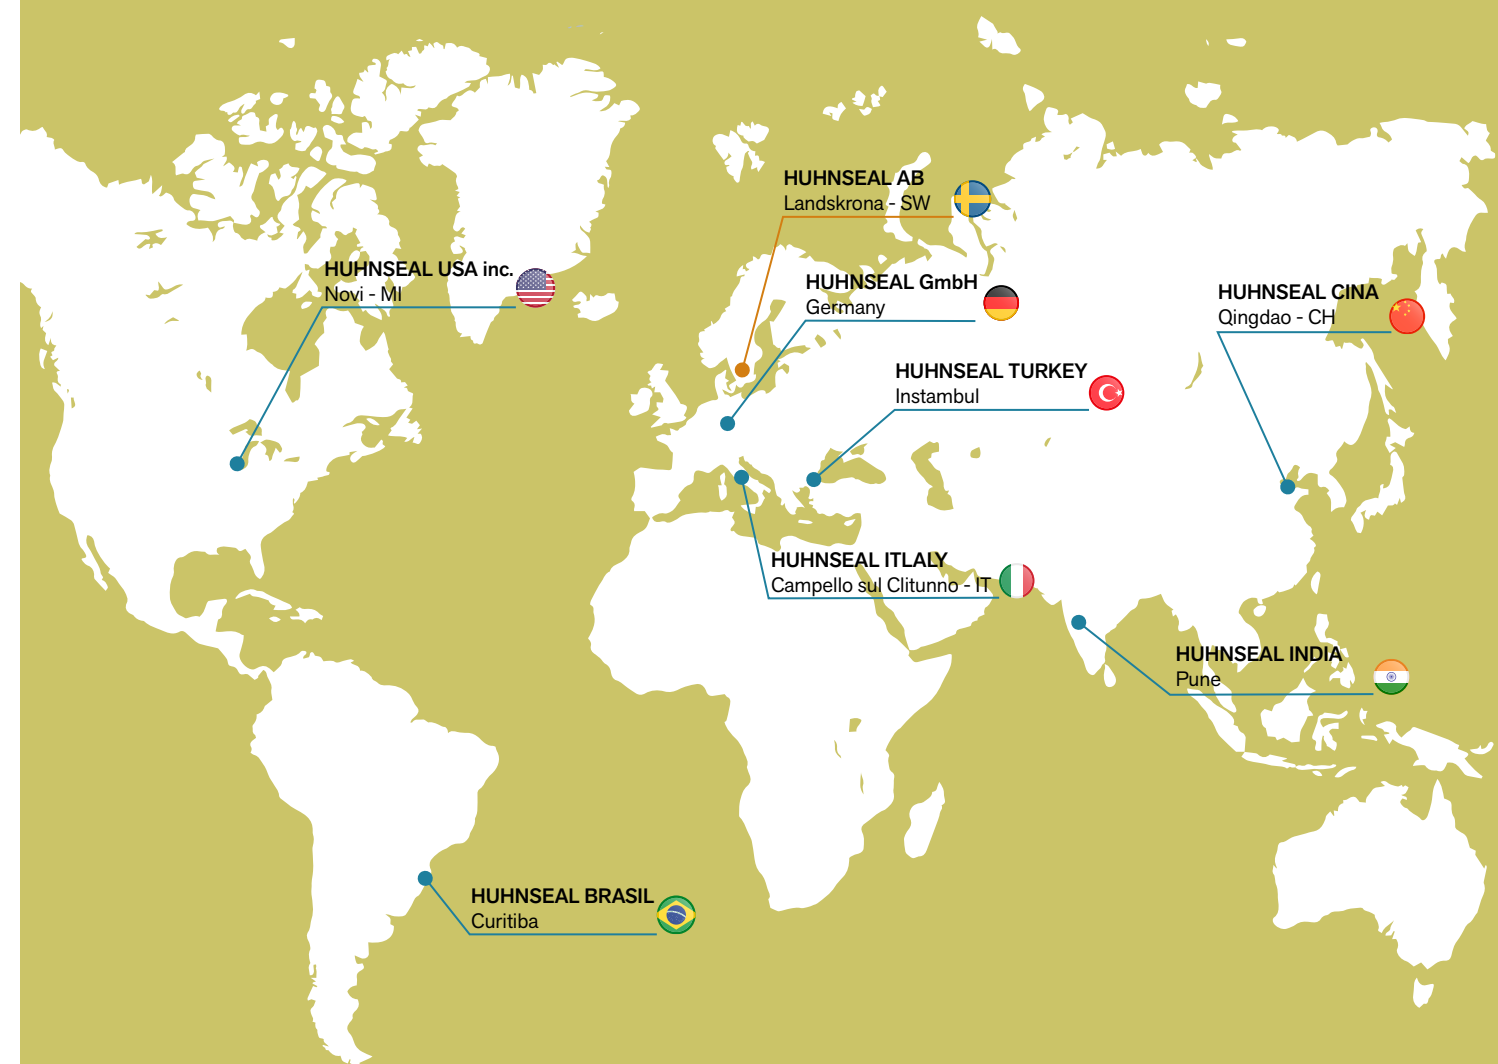 HUHNSEAL AB
Landskrona - SW
HUHNSEAL USA inc.
Novi - MI
HUHNSEAL GmbH
Germany
HUHNSEAL CINA
Qingdao - CH
HUHNSEAL TURKEY
Instambul
HUHNSEAL ITLALY
Campello sul Clitunno - IT
HUHNSEAL INDIA
Pune
HUHNSEAL BRASIL
Curitiba